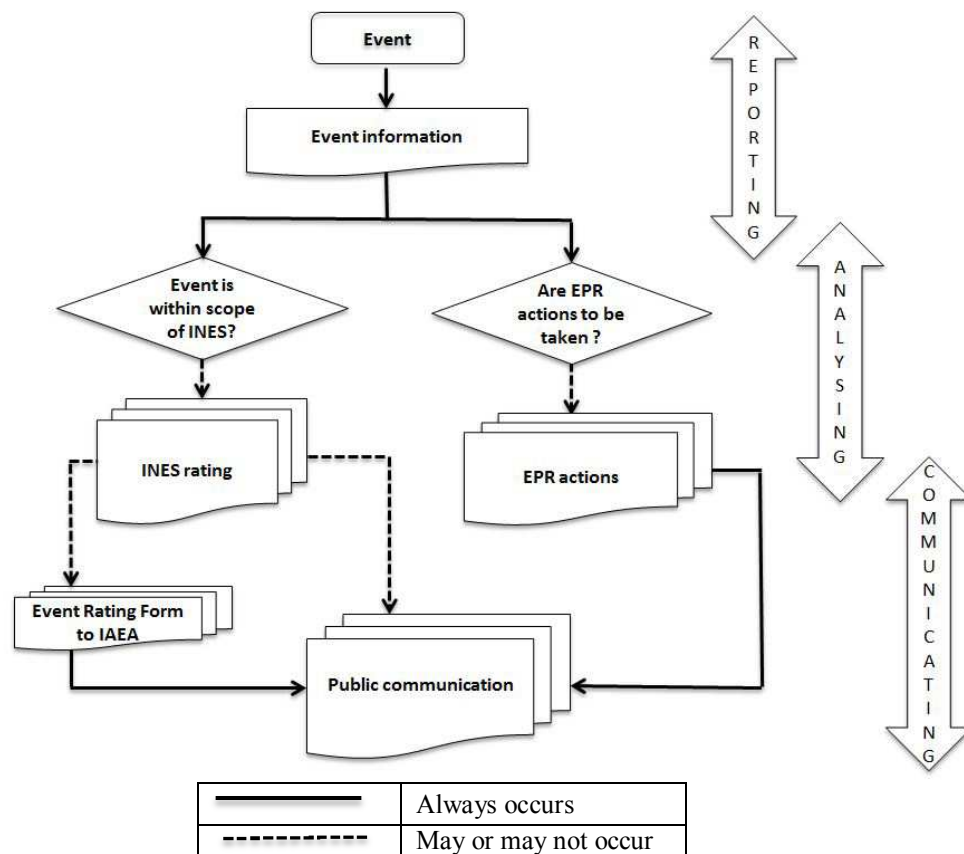 Event
Event information
Event is
within scope
of INES?
Are EPR
actions to be
taken ?
INES rating
EPR actions
Event Rating Form
to IAEA
Public communication
REPORTING
ANALYSING
COMMUNICATING
Always occurs
May or may not occur